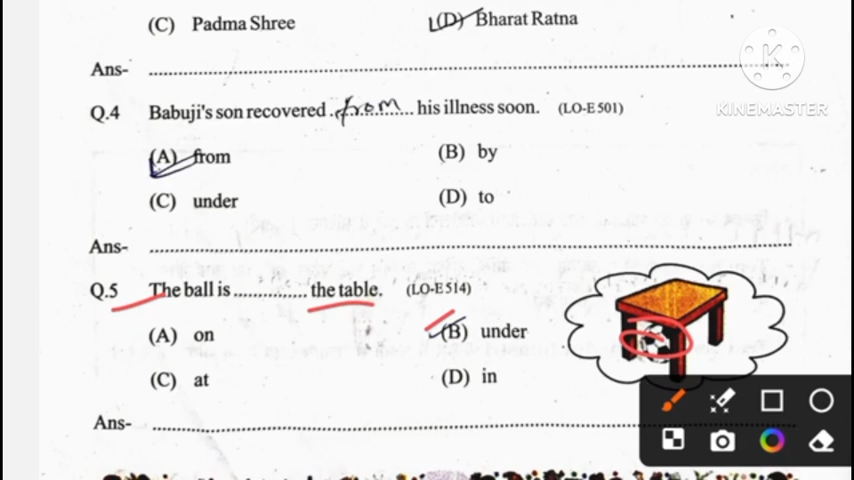 (C) Padma Shree (D) Bharat Ratna
Ans- ....................
KINEMASTER
Q.4 Babuji's son recovered ..from.... his illness soon. (LO-E 501)
(A) from (B) by
(C) under (D) to
Ans- ....................
Q.5 The ball is ............. the table. (LO-E 514)
(A) on (B) under
(C) at (D) in
Ans- ....................